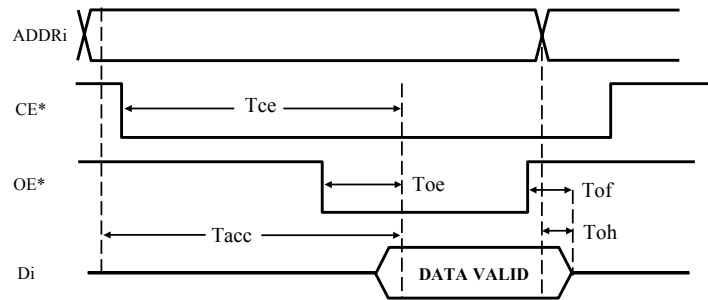 ADDRi
CE*
Tce
OE*
Toe
Tof
Tacc
Toh
Di
DATA VALID